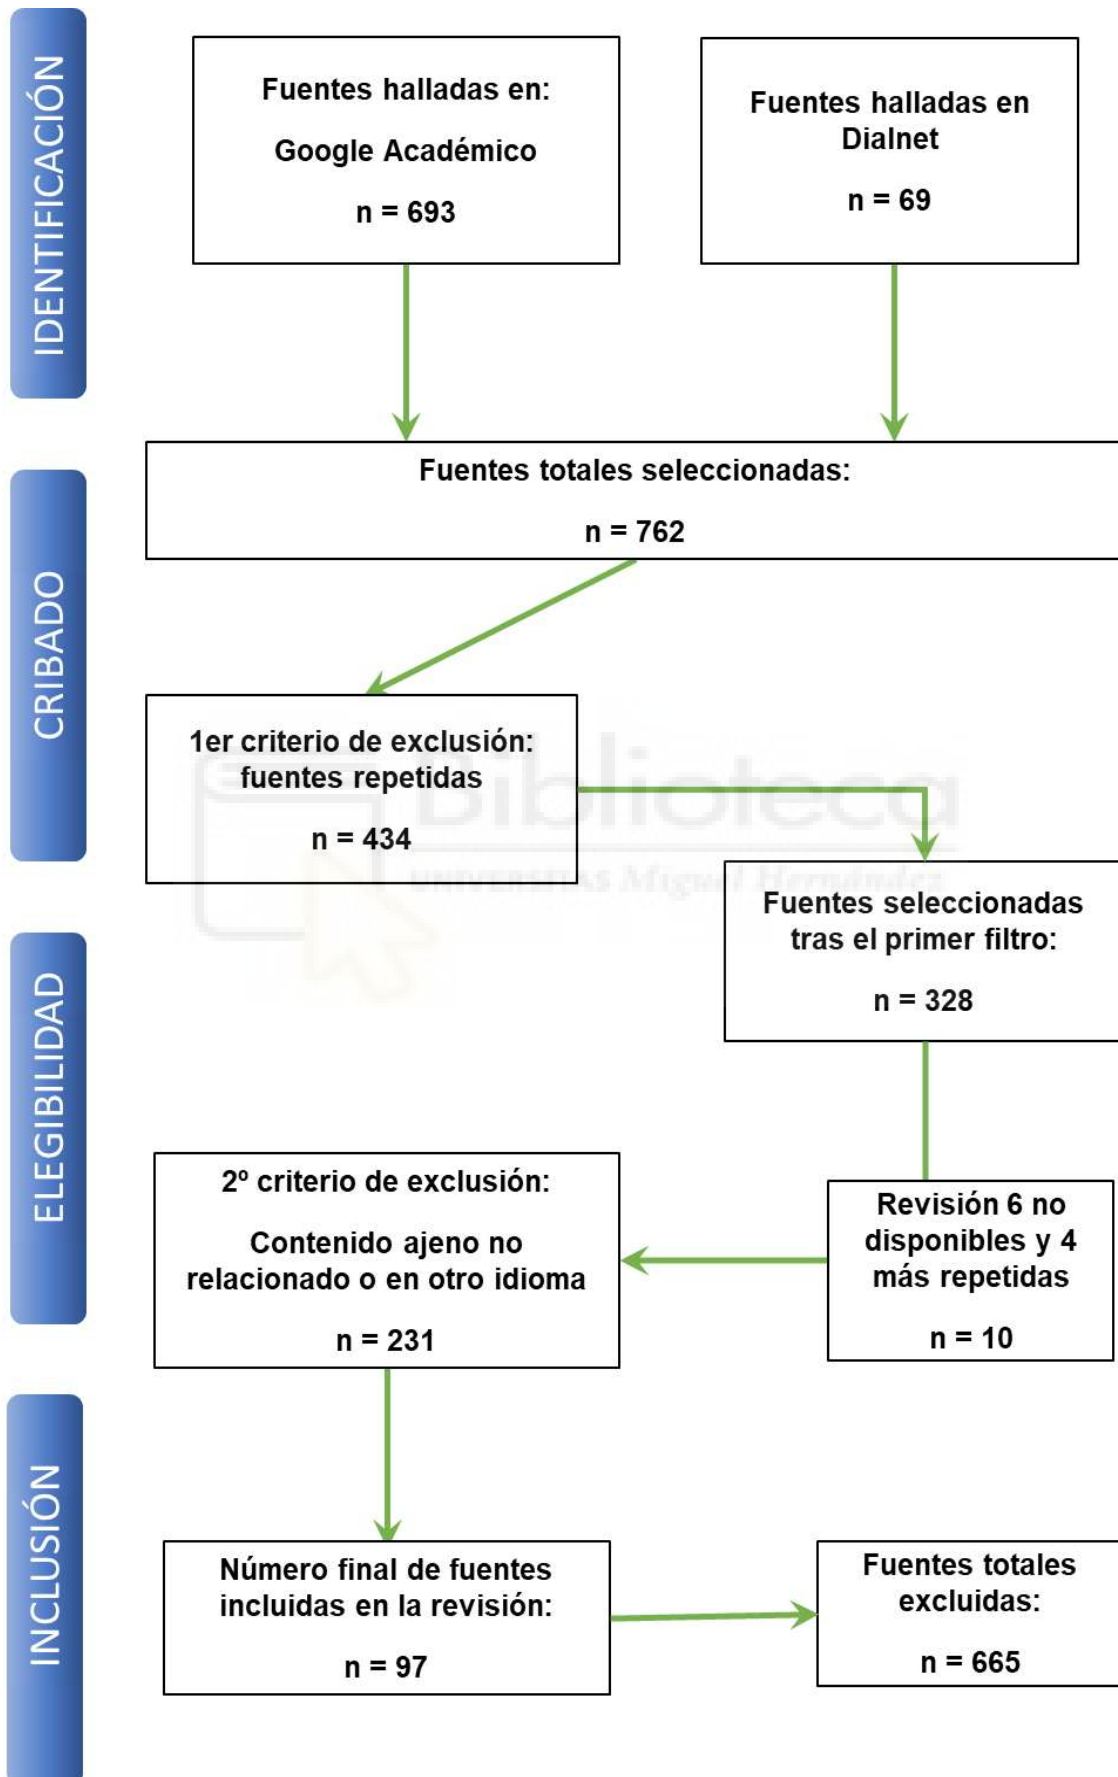 IDENTIFICACIÓN
Fuentes halladas en:
Google Académico
n = 693
Fuentes halladas en
Dialnet
n = 69
CRIBADO
Fuentes totales seleccionadas:
n = 762
1er criterio de exclusión:
fuentes repetidas
n = 434
Biblioteca
UNIVERSITAS Miguel Hernández
Fuentes seleccionadas
tras el primer filtro:
n = 328
ELEGIBILIDAD
2º criterio de exclusión:
Contenido ajeno no
relacionado o en otro idioma
n = 231
Revisión 6 no
disponibles y 4
más repetidas
n = 10
INCLUSIÓN
Número final de fuentes
incluidas en la revisión:
n = 97
Fuentes totales
excluidas:
n = 665